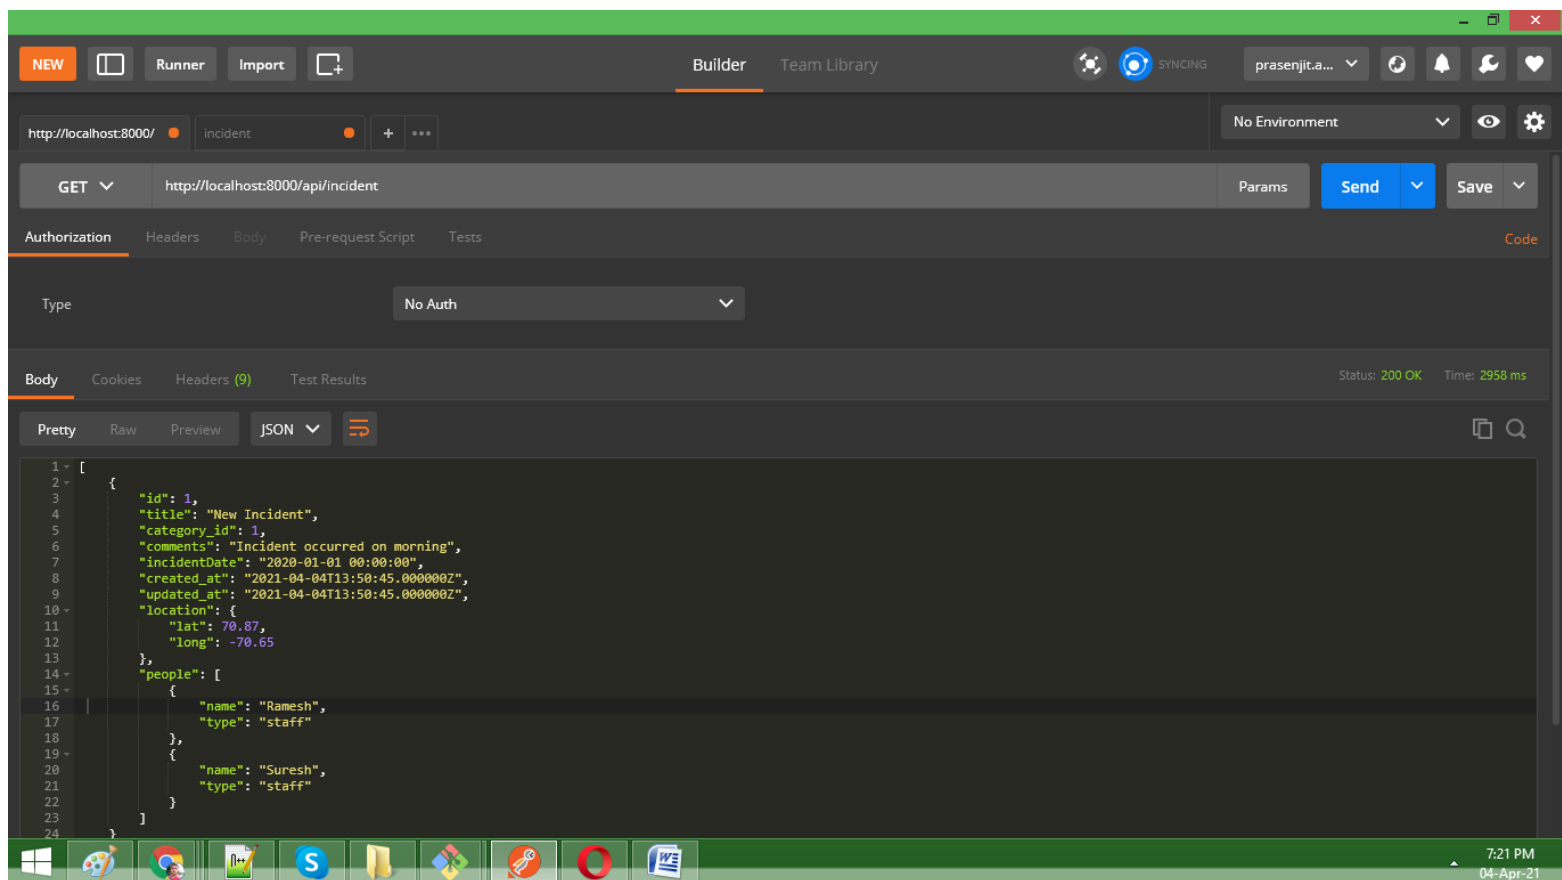 NEW Runner Import Builder Team Library SYNCING prasenjit.a...
http://localhost:8000/ incident + ••• No Environment
GET http://localhost:8000/api/incident Params Send Save
Authorization Headers Body Pre-request Script Tests Code
Type No Auth
Body Cookies Headers (9) Test Results Status: 200 OK Time: 2958 ms
Pretty Raw Preview JSON
1 [
2 {
3 "id": 1,
4 "title": "New Incident",
5 "category_id": 1,
6 "comments": "Incident occurred on morning",
7 "incidentDate": "2020-01-01 00:00:00",
8 "created_at": "2021-04-04T13:50:45.000000Z",
9 "updated_at": "2021-04-04T13:50:45.000000Z",
10 "location": {
11 "lat": 70.87,
12 "long": -70.65
13 },
14 "people": [
15 {
16 "name": "Ramesh",
17 "type": "staff"
18 },
19 {
20 "name": "Suresh",
21 "type": "staff"
22 }
23 ]
24 }
7:21 PM
04-Apr-21